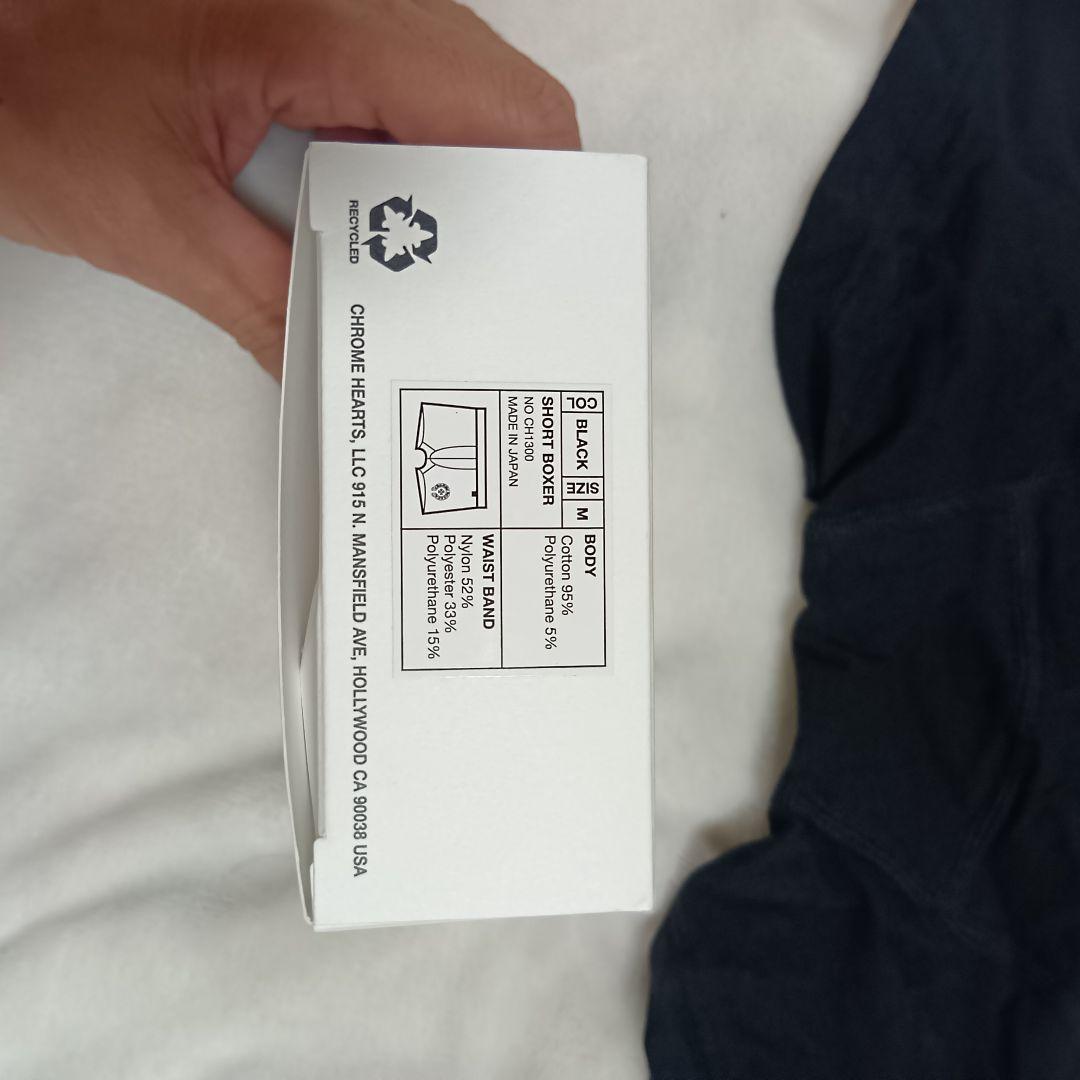 RECYCLED
COL BLACK SIZE M
SHORT BOXER
NO CH1300
MADE IN JAPAN
BODY
Cotton 95%
Polyurethane 5%
WAIST BAND
Nylon 52%
Polyester 33%
Polyurethane 15%
CHROME HEARTS, LLC 915 N. MANSFIELD AVE, HOLLYWOOD CA 90038 USA